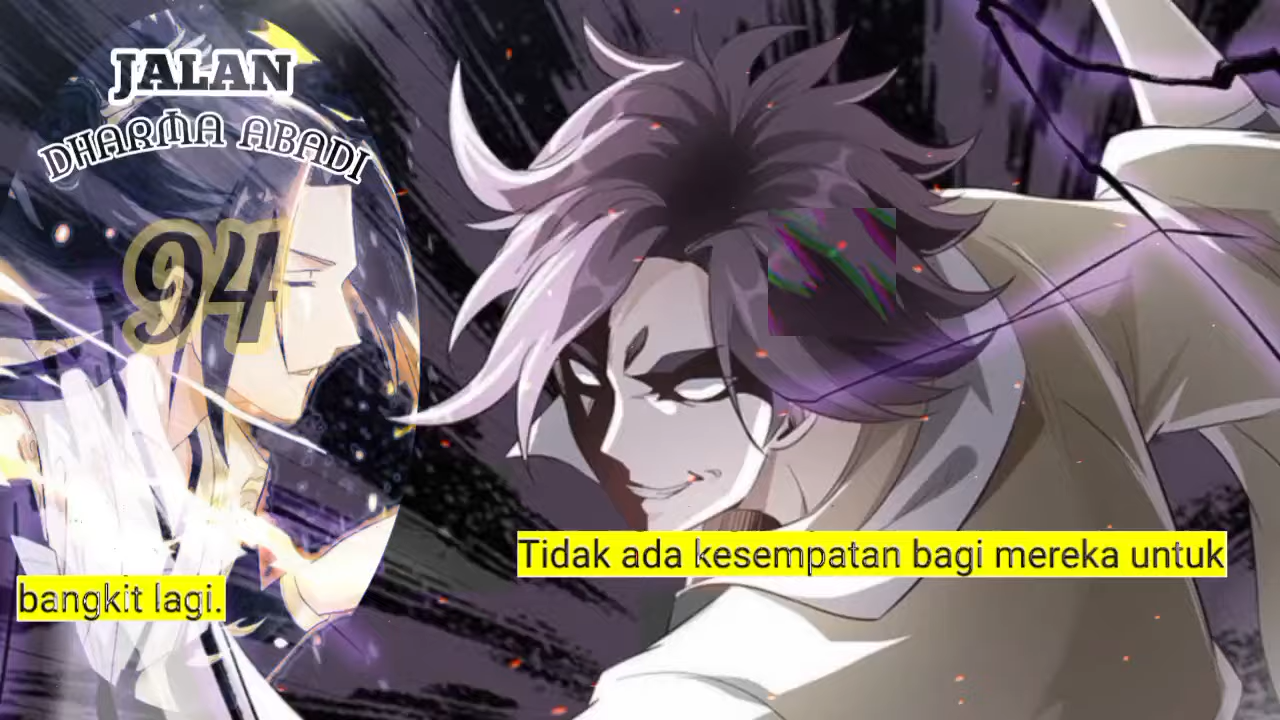 JALAN
DHARMA ABADI
94
Tidak ada kesempatan bagi mereka untuk
bangkit lagi.